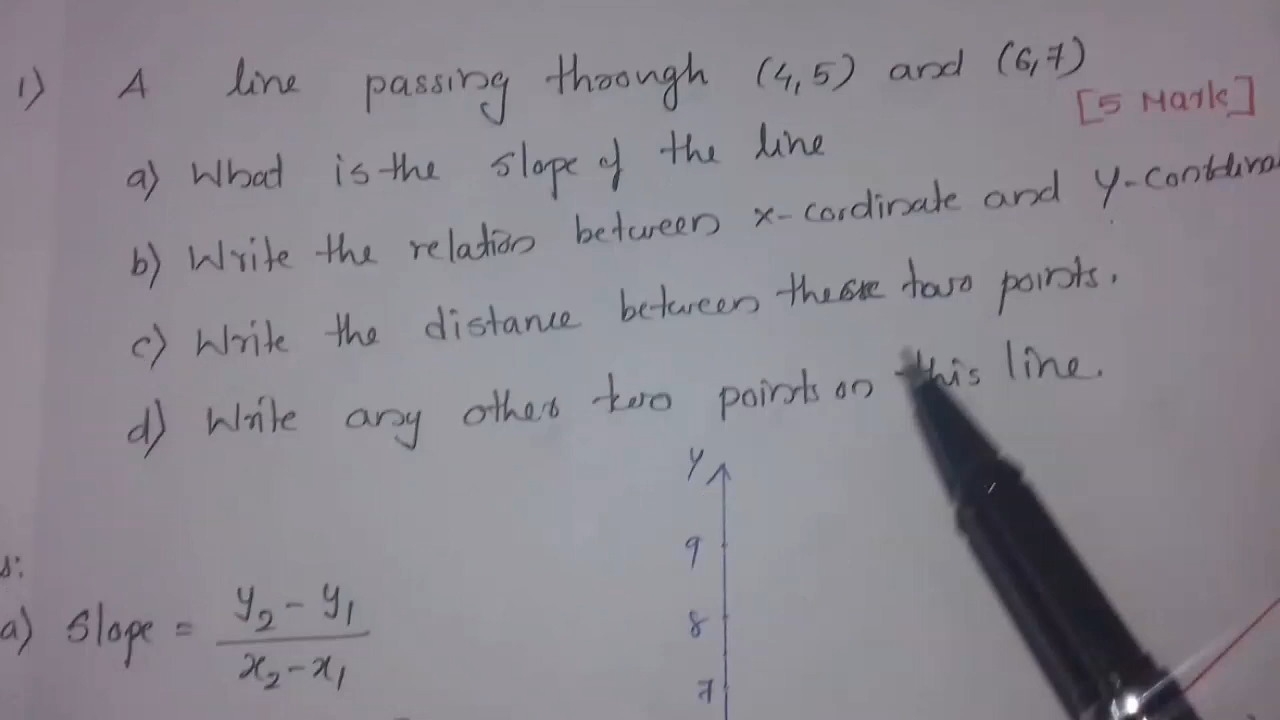 1) A line passing through (4,5) and (6,7)
[5 Mark]
a) What is the slope of the line
b) Write the relation between x-cordinate and y-
c) Write the distance between these two points.
d) Write any other two points on this line.
y
9
s:
a) Slope = y₂ - y₁ / x₂ - x₁
8
7